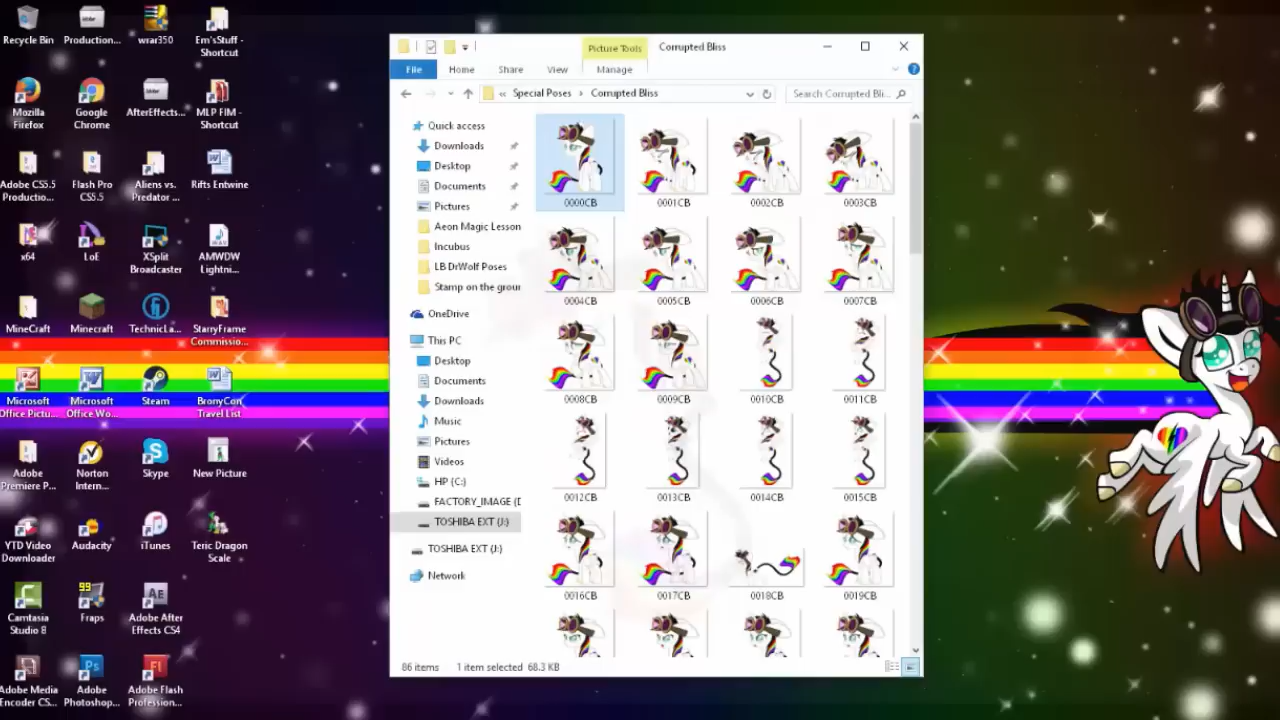 Recycle Bin
Production...
wrar350
Em'sStuff -
Shortcut
Mozilla
Firefox
Google
Chrome
AfterEffects...
MLP FIM -
Shortcut
Adobe CS5.5
Productio...
Flash Pro
CS5.5
Aliens vs.
Predator ...
Rifts Entwine
x64
LoE
XSplit
Broadcaster
AMWDW
Lightni...
MineCraft
Minecraft
TechnicLa...
StarryFrame
Commissio...
Microsoft
Office Pictu...
Microsoft
Office Wo...
Steam
BronyCon
Travel List
Adobe
Premiere P...
Norton
Intern...
Skype
New Picture
YTD Video
Downloader
Audacity
iTunes
Teric Dragon
Scale
Camtasia
Studio 8
99
Fraps
AE
Adobe After
Effects CS4
Adobe Media
Encoder CS...
Ps
Adobe
Photoshop...
Fl
Adobe Flash
Profession...
Picture Tools
Corrupted Bliss
File
Home
Share
View
Manage
« Special Poses › Corrupted Bliss
Search Corrupted Bli...
Quick access
Downloads
Desktop
Documents
Pictures
Aeon Magic Lesson
Incubus
LB DrWolf Poses
Stamp on the grour
OneDrive
This PC
Desktop
Documents
Downloads
Music
Pictures
Videos
HP (C:)
FACTORY_IMAGE (D
TOSHIBA EXT (J:)
TOSHIBA EXT (J:)
Network
0000CB
0001CB
0002CB
0003CB
0004CB
0005CB
0006CB
0007CB
0008CB
0009CB
0010CB
0011CB
0012CB
0013CB
0014CB
0015CB
0016CB
0017CB
0018CB
0019CB
86 items
1 item selected 68.3 KB